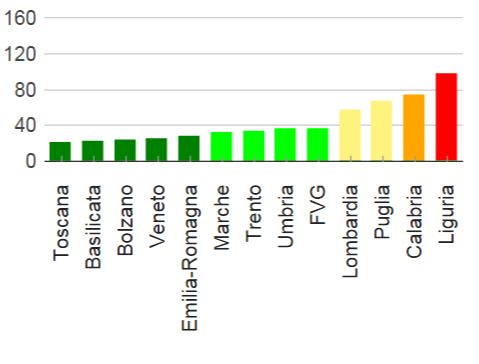 160
120
80
40
0
Toscana
Basilicata
Bolzano
Veneto
Emilia-Romagna
Marche
Trento
Umbria
FVG
Lombardia
Puglia
Calabria
Liguria